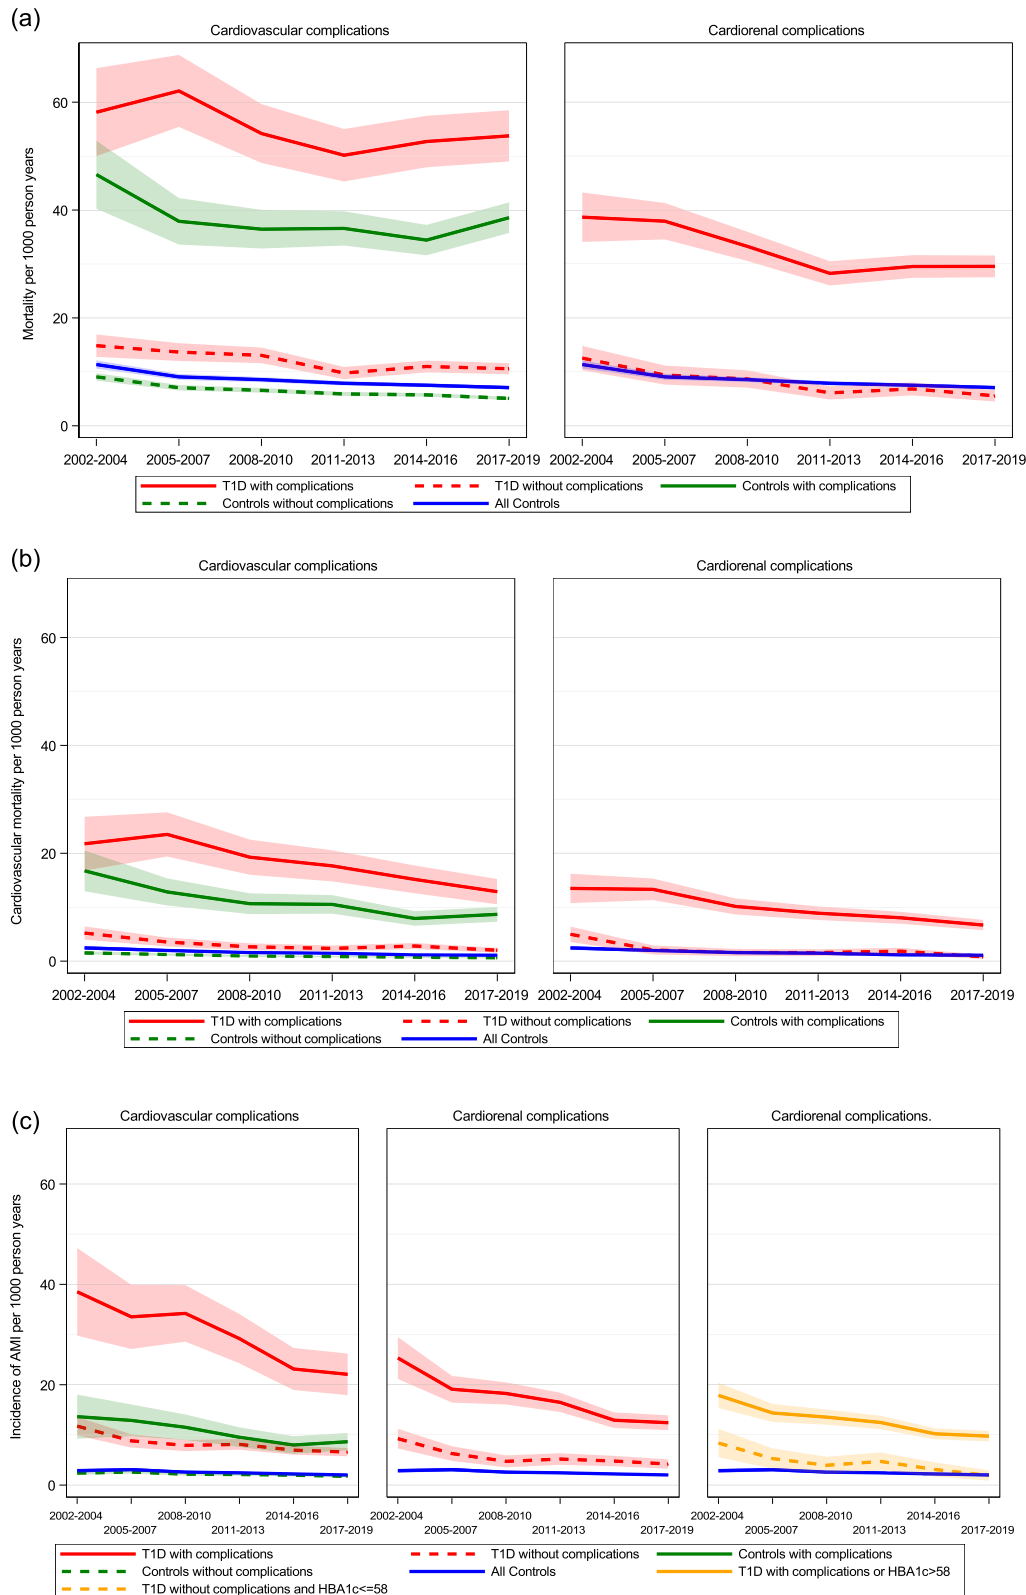 (a)
Cardiovascular complications
Cardiorenal complications
Mortality per 1000 person years
60
40
20
0
2002-2004 2005-2007 2008-2010 2011-2013 2014-2016 2017-2019
2002-2004 2005-2007 2008-2010 2011-2013 2014-2016 2017-2019
T1D with complications T1D without complications Controls with complications
Controls without complications All Controls
(b)
Cardiovascular complications
Cardiorenal complications
Cardiovascular mortality per 1000 person years
60
40
20
0
2002-2004 2005-2007 2008-2010 2011-2013 2014-2016 2017-2019
2002-2004 2005-2007 2008-2010 2011-2013 2014-2016 2017-2019
T1D with complications T1D without complications Controls with complications
Controls without complications All Controls
(c)
Cardiovascular complications
Cardiorenal complications
Cardiorenal complications.
Incidence of AMI per 1000 person years
60
40
20
0
2002-2004 2008-2010 2014-2016
2005-2007 2011-2013 2017-2019
2002-2004 2008-2010 2014-2016
2005-2007 2011-2013 2017-2019
2002-2004 2008-2010 2014-2016
2005-2007 2011-2013 2017-2019
T1D with complications T1D without complications Controls with complications
Controls without complications All Controls T1D with complications or HBA1c>58
T1D without complications and HBA1c<=58